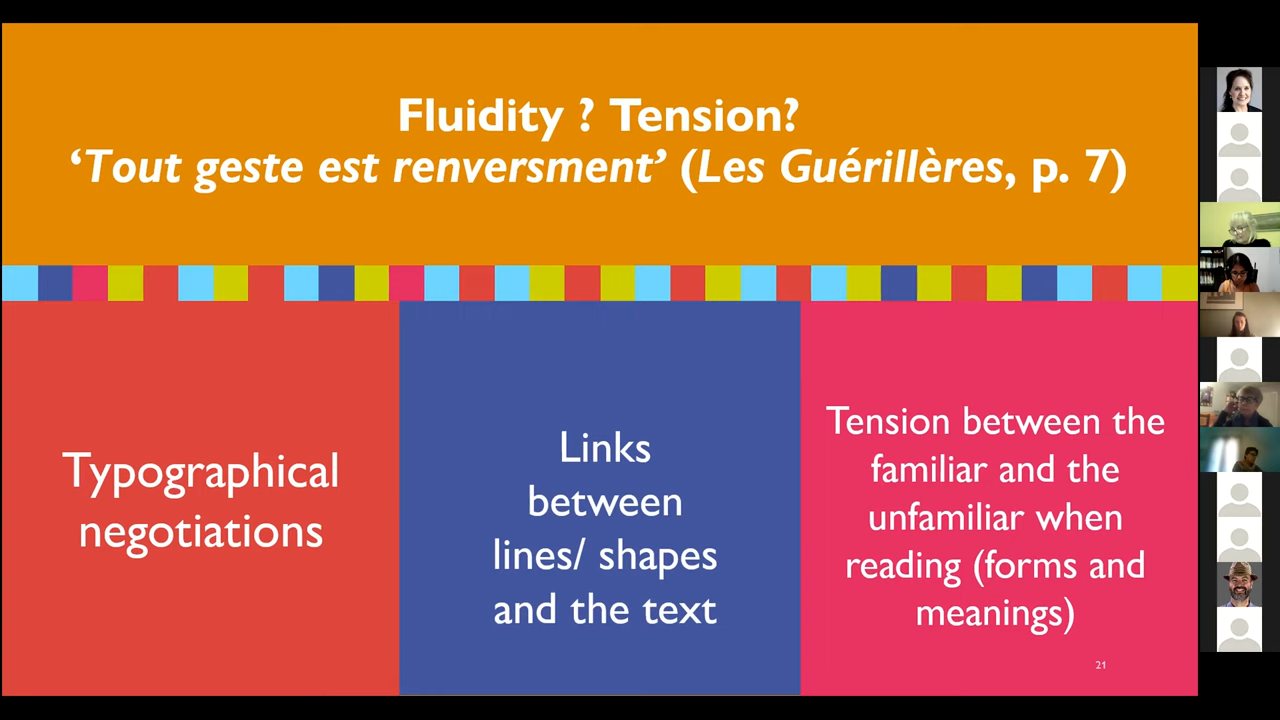 Fluidity ? Tension?
‘Tout geste est renversment’ (Les Guérillères, p. 7)
Typographical
negotiations
Links
between
lines/ shapes
and the text
Tension between the
familiar and the
unfamiliar when
reading (forms and
meanings)
21